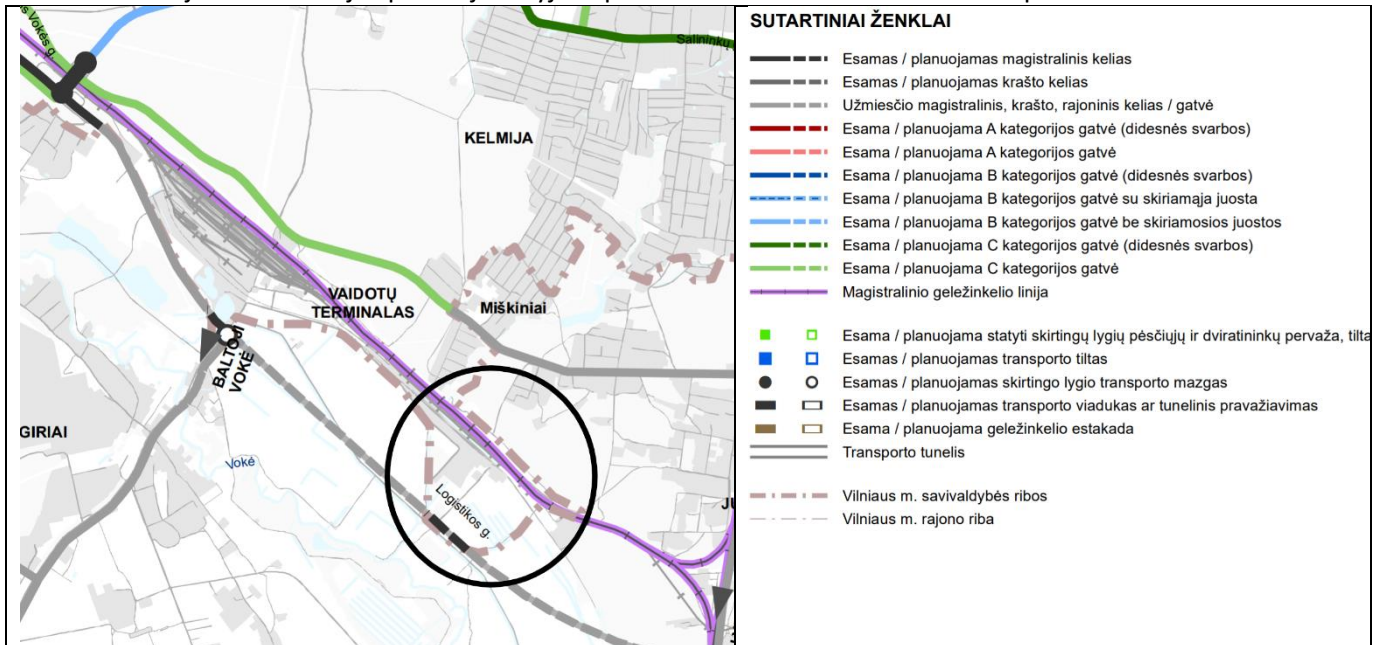 Vokės g.
Salininkų
KELMIJA
VAIDOTŲ
TERMINALAS
Miškiniai
BALTOJI
VOKĖ
GIRIAI
Vokė
Logistikos g.
SUTARTINIAI ŽENKLAI
Esamas / planuojamas magistralinis kelias
Esamas / planuojamas krašto kelias
Užmiesčio magistralinis, krašto, rajoninis kelias / gatvė
Esama / planuojama A kategorijos gatvė (didesnės svarbos)
Esama / planuojama A kategorijos gatvė
Esama / planuojama B kategorijos gatvė (didesnės svarbos)
Esama / planuojama B kategorijos gatvė su skiriamąja juosta
Esama / planuojama B kategorijos gatvė be skiriamosios juostos
Esama / planuojama C kategorijos gatvė (didesnės svarbos)
Esama / planuojama C kategorijos gatvė
Magistralinio geležinkelio linija
Esama / planuojama statyti skirtingų lygių pėsčiųjų ir dviratininkų pervaža, tilta
Esamas / planuojamas transporto tiltas
Esamas / planuojamas skirtingo lygio transporto mazgas
Esamas / planuojamas transporto viadukas ar tunelinis pravažiavimas
Esama / planuojama geležinkelio estakada
Transporto tunelis
Vilniaus m. savivaldybės ribos
Vilniaus m. rajono riba